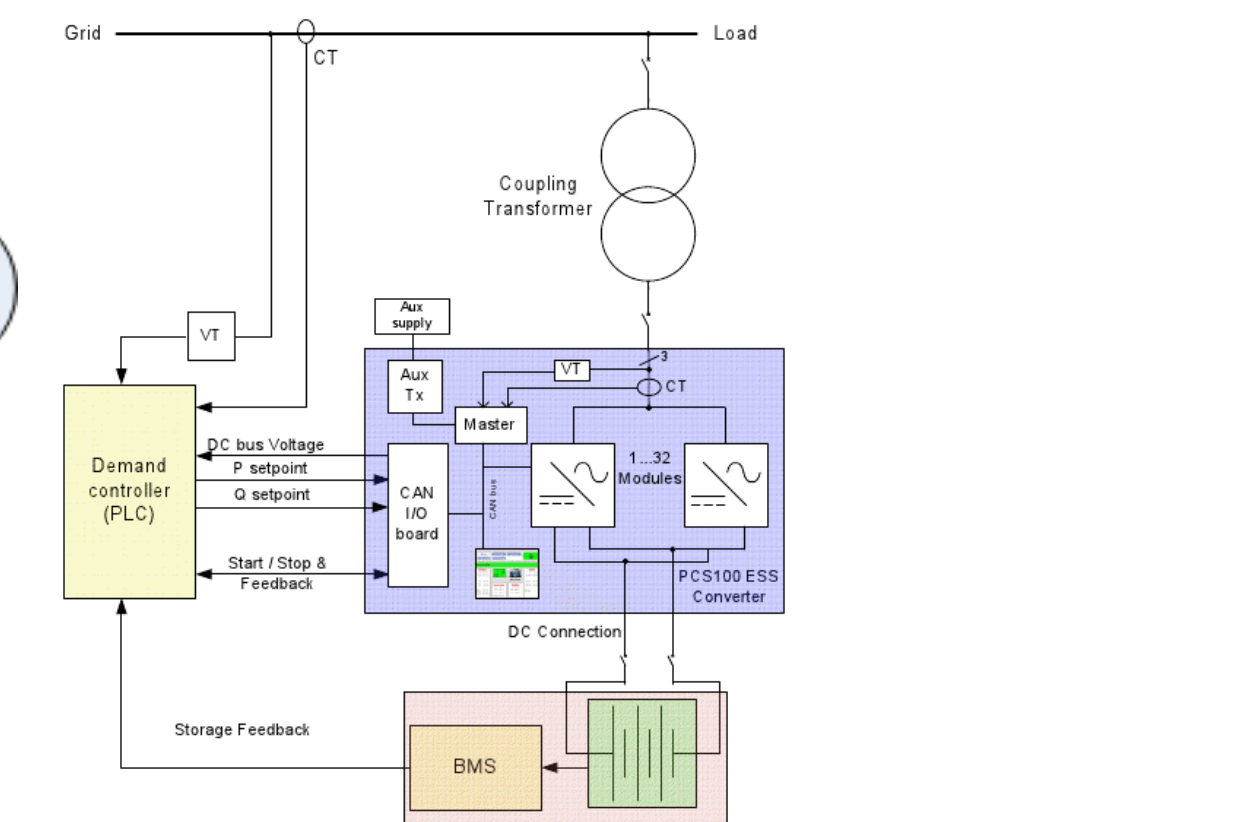 Grid
Load
CT
Coupling
Transformer
Aux
supply
VT
Aux
Tx
VT
3
CT
Master
DC bus Voltage
P setpoint
Q setpoint
Demand
controller
(PLC)
CAN
I/O
board
CAN bus
1...32
Modules
Start / Stop &
Feedback
PCS100 ESS
Converter
DC Connection
Storage Feedback
BMS